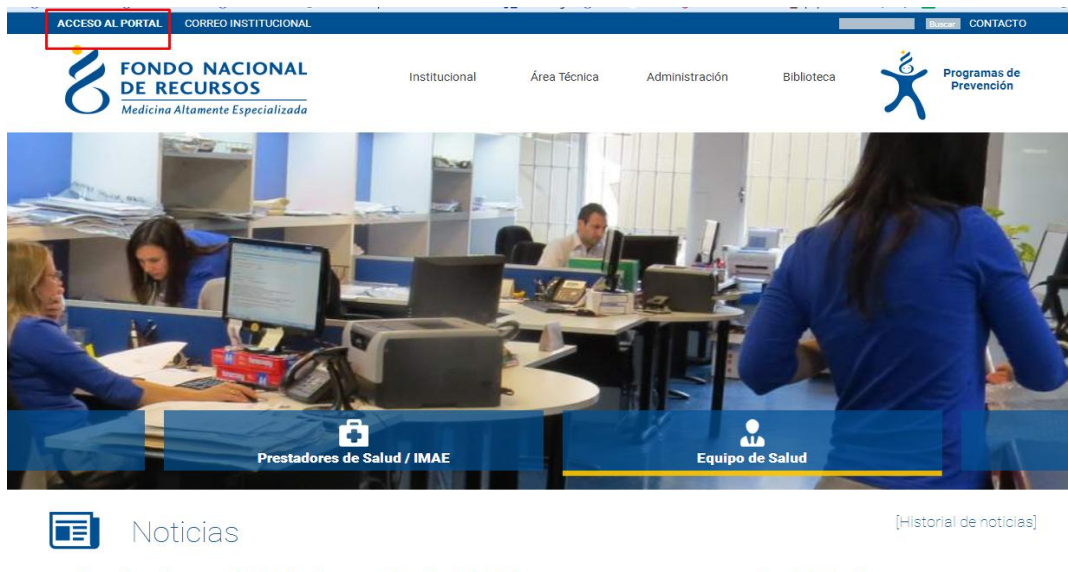 ACCESO AL PORTAL CORREO INSTITUCIONAL Buscar CONTACTO
FONDO NACIONAL
DE RECURSOS
Medicina Altamente Especializada
Institucional Área Técnica Administración Biblioteca
Programas de
Prevención
Prestadores de Salud / IMAE
Equipo de Salud
Noticias
[Historial de noticias]